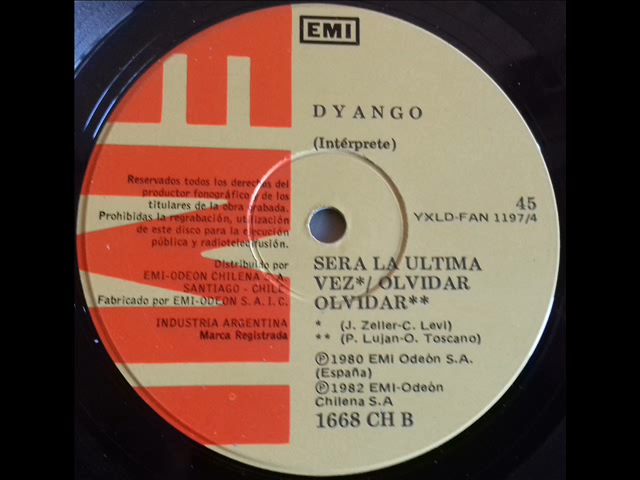 EMI
DYANGO
(Intérprete)
Reservados todos los derechos del
productor fonográfico y de los
titulares de la obra grabada.
Prohibidas la regrabación, utilización
de este disco para la ejecución
pública y radioteledifusión.
45
YXLD-FAN 1197/4
Distribuido por
EMI-ODEON CHILENA S.A.
SANTIAGO - CHILE
Fabricado por EMI-ODEON S.A.I.C.
INDUSTRIA ARGENTINA
Marca Registrada
SERA LA ULTIMA
VEZ*/ OLVIDAR
OLVIDAR**
* (J. Zeller-C. Levi)
** (P. Lujan-O. Toscano)
Ⓟ1980 EMI Odeón S.A.
(España)
Ⓟ1982 EMI-Odeón
Chilena S.A
1668 CH B
EMI